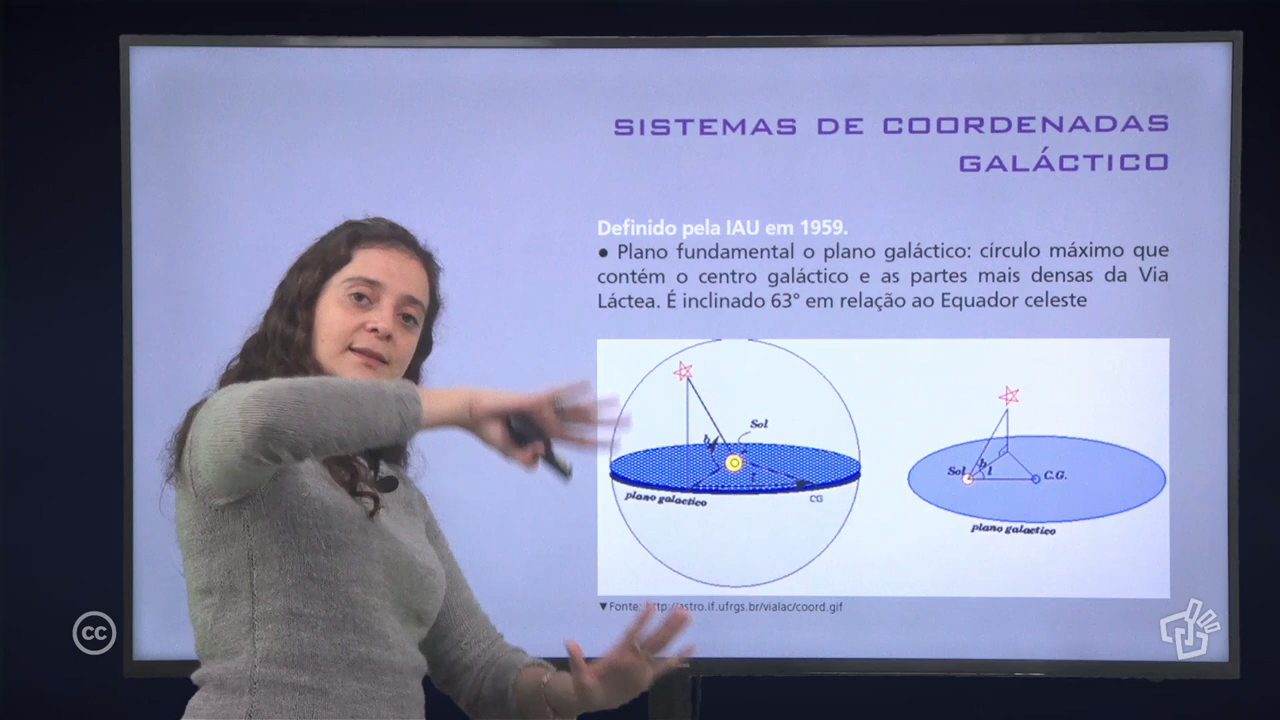 SISTEMAS DE COORDENADAS
GALÁCTICO
Definido pela IAU em 1959.
● Plano fundamental o plano galáctico: círculo máximo que
contém o centro galáctico e as partes mais densas da Via
Láctea. É inclinado 63° em relação ao Equador celeste
b
Sol
l
plano galactico
CG
Sol
b
l
C.G.
plano galactico
▼Fonte: http://astro.if.ufrgs.br/vialac/coord.gif
cc